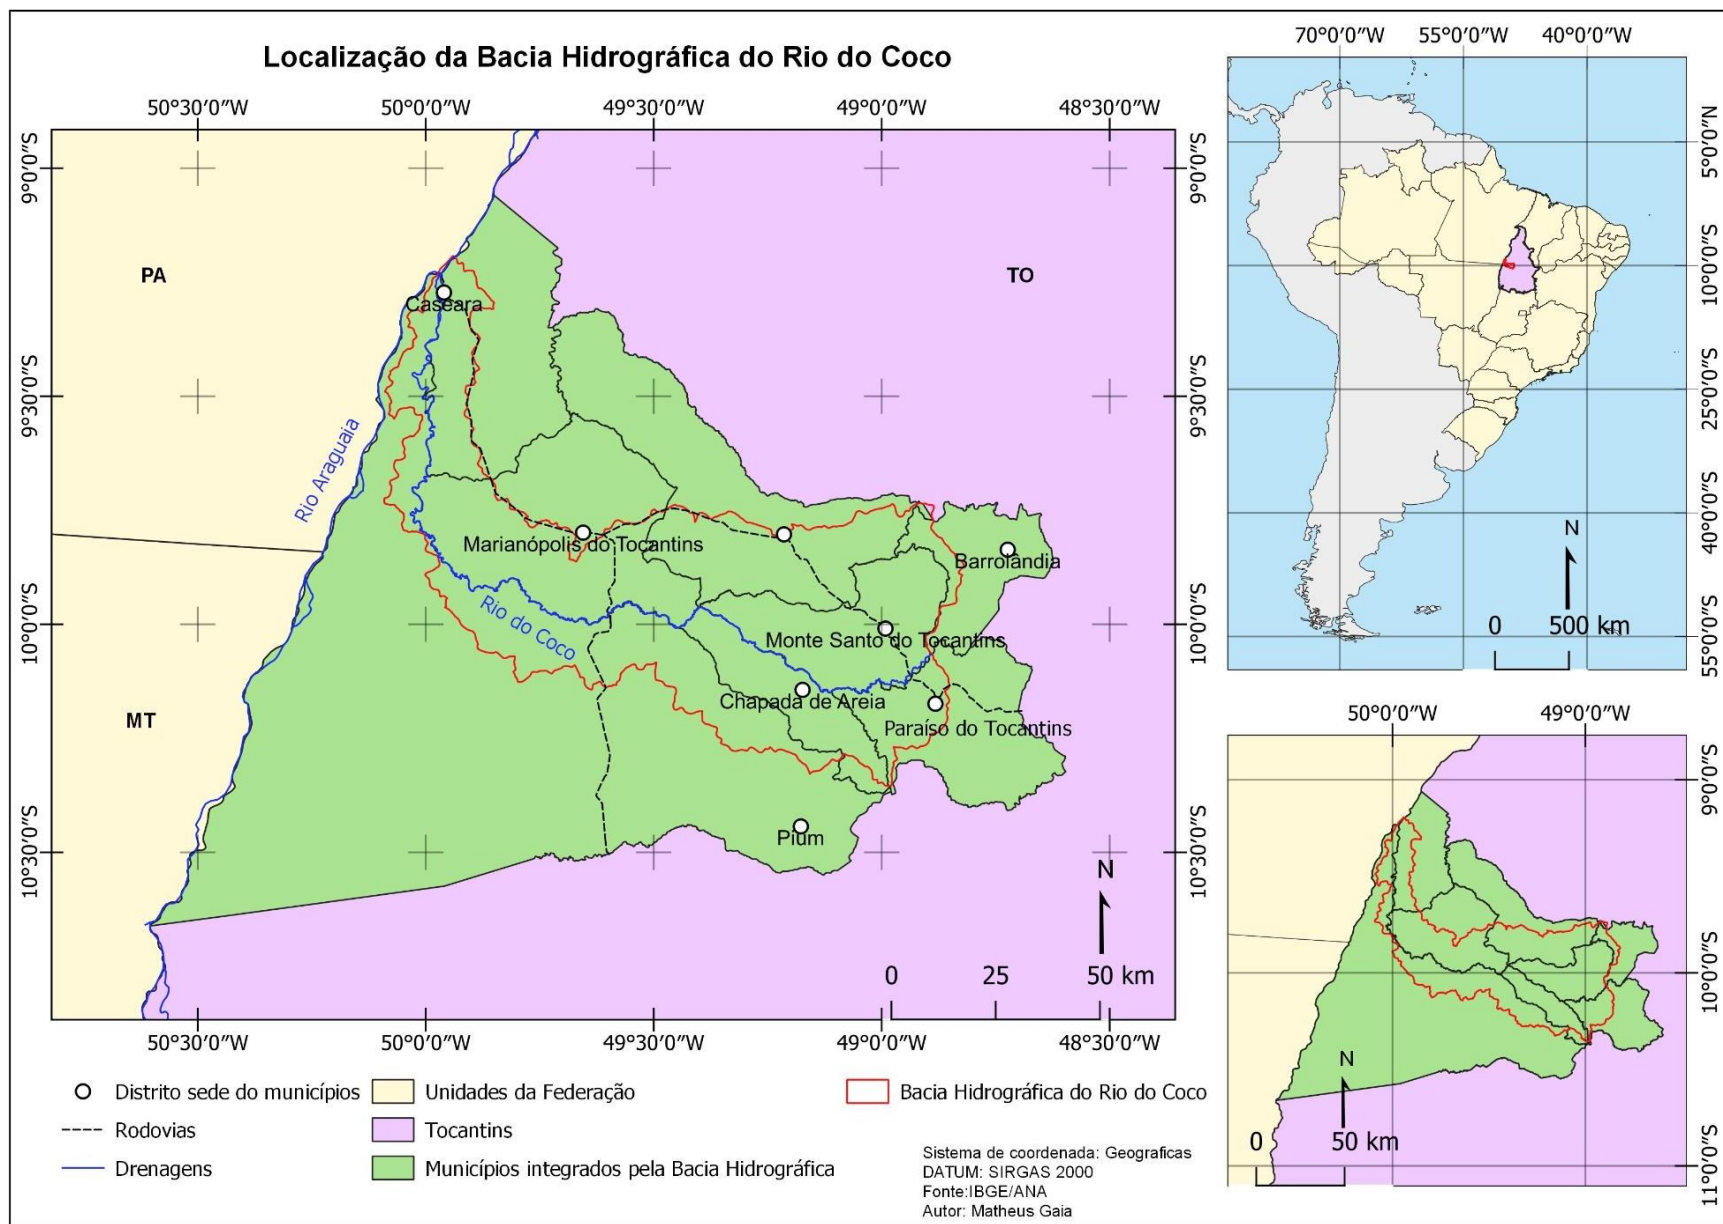 Localização da Bacia Hidrográfica do Rio do Coco
50°30'0"W 50°0'0"W 49°30'0"W 49°0'0"W 48°30'0"W
9°0'0"S
9°30'0"S
10°0'0"S
10°30'0"S
9°0'0"S
9°30'0"S
10°0'0"S
10°30'0"S
PA
TO
MT
Caseara
Rio Araguaia
Marianópolis do Tocantins
Barrolândia
Rio do Coco
Monte Santo do Tocantins
Chapada de Areia
Paraíso do Tocantins
Pium
N
0 25 50 km
50°30'0"W 50°0'0"W 49°30'0"W 49°0'0"W 48°30'0"W
70°0'0"W 55°0'0"W 40°0'0"W
5°0'0"N
5°0'0"S
10°0'0"S
25°0'0"S
40°0'0"S
55°0'0"S
N
0 500 km
50°0'0"W 49°0'0"W
9°0'0"S
10°0'0"S
11°0'0"S
N
0 50 km
Distrito sede do municípios
Rodovias
Drenagens
Unidades da Federação
Tocantins
Municípios integrados pela Bacia Hidrográfica
Bacia Hidrográfica do Rio do Coco
Sistema de coordenada: Geograficas
DATUM: SIRGAS 2000
Fonte:IBGE/ANA
Autor: Matheus Gaia